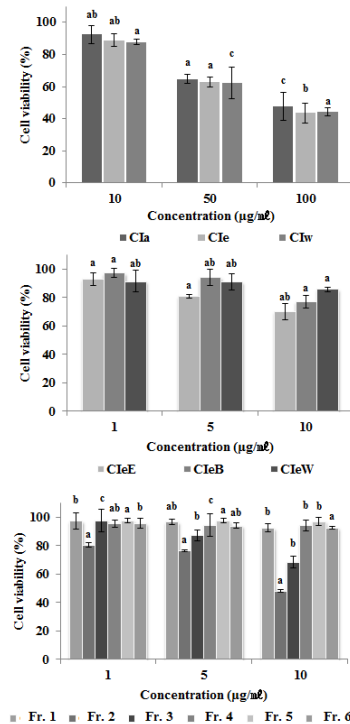 ab
ab
a
c
c
b
a
100
80
60
40
20
0
Cell viability (%)
10 50 100
Concentration (µg/mℓ)
CIa CIe CIw
a a ab
a ab ab
ab a a
100
80
60
40
20
0
Cell viability (%)
1 5 10
Concentration (µg/mℓ)
CIeE CIeB CIeW
b a c ab a ab
ab a b c a ab
b a b b b a
120
100
80
60
40
20
0
Cell viability (%)
1 5 10
Concentration (µg/mℓ)
Fr. 1 Fr. 2 Fr. 3 Fr. 4 Fr. 5 Fr. 6